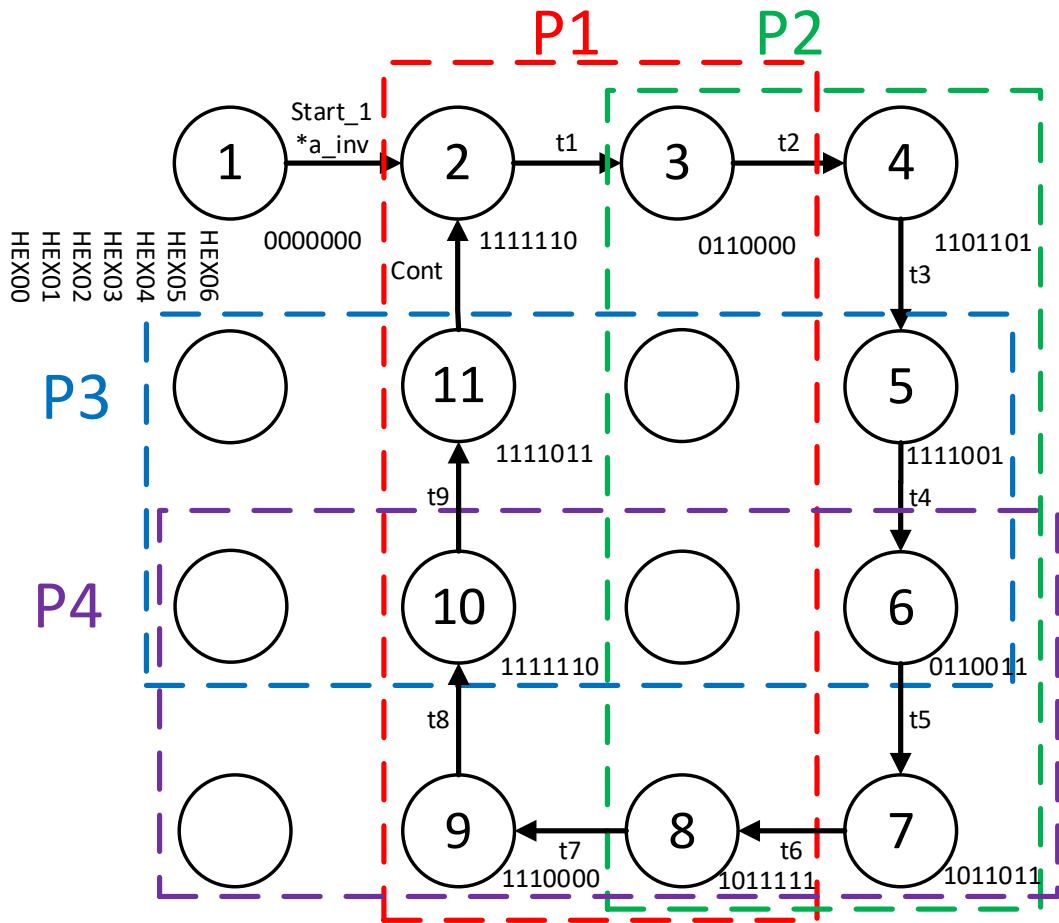 P1
P2
Start_1
*a_inv
1
2
t1
3
t2
4
0000000
1111110
0110000
1101101
HEX00
HEX01
HEX02
HEX03
HEX04
HEX05
HEX06
Cont
t3
P3
11
5
1111011
1111001
t9
t4
P4
10
6
1111110
0110011
t8
t5
9
t7
8
t6
7
1110000
1011111
1011011